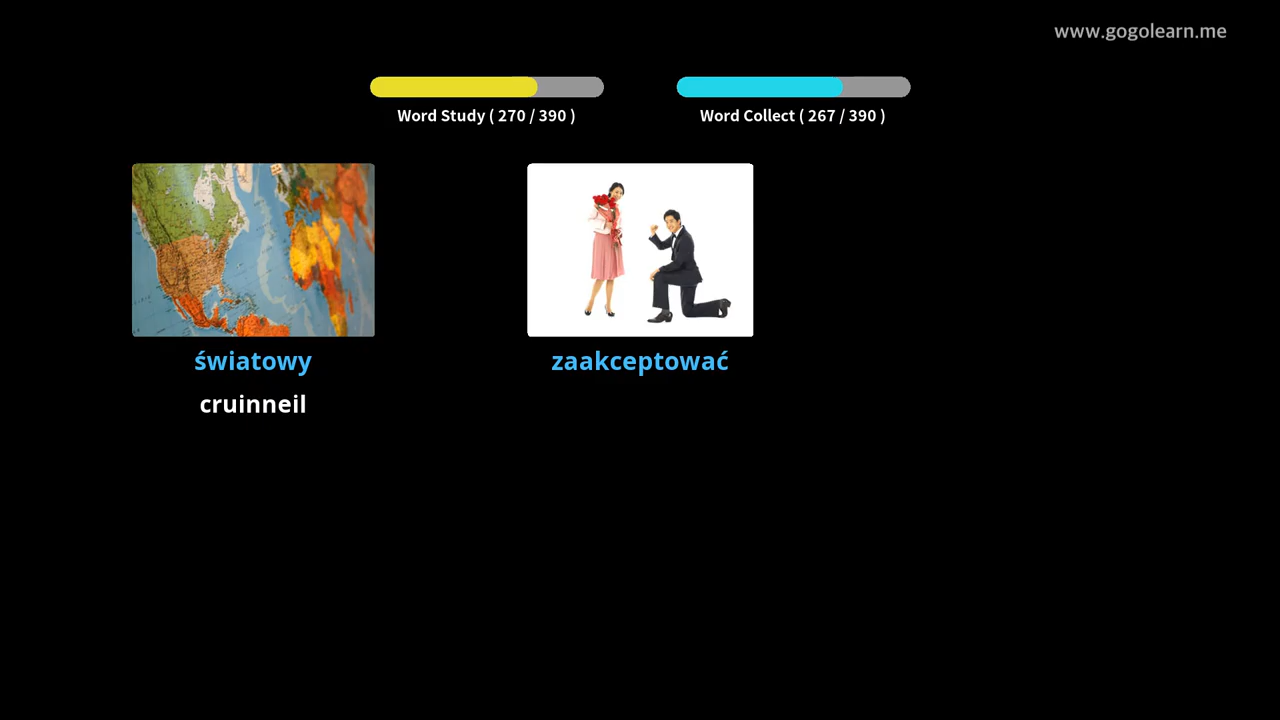 www.gogolearn.me
Word Study ( 270 / 390 )
Word Collect ( 267 / 390 )
światowy
zaakceptować
cruinneil